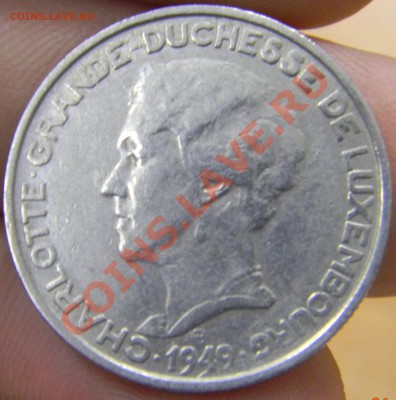 COINS.LAVE.RU
CHARLOTTE·GRANDE-DUCHESSE DE LUXEMBOURG·
·1949·
COINS.LAVE.RU